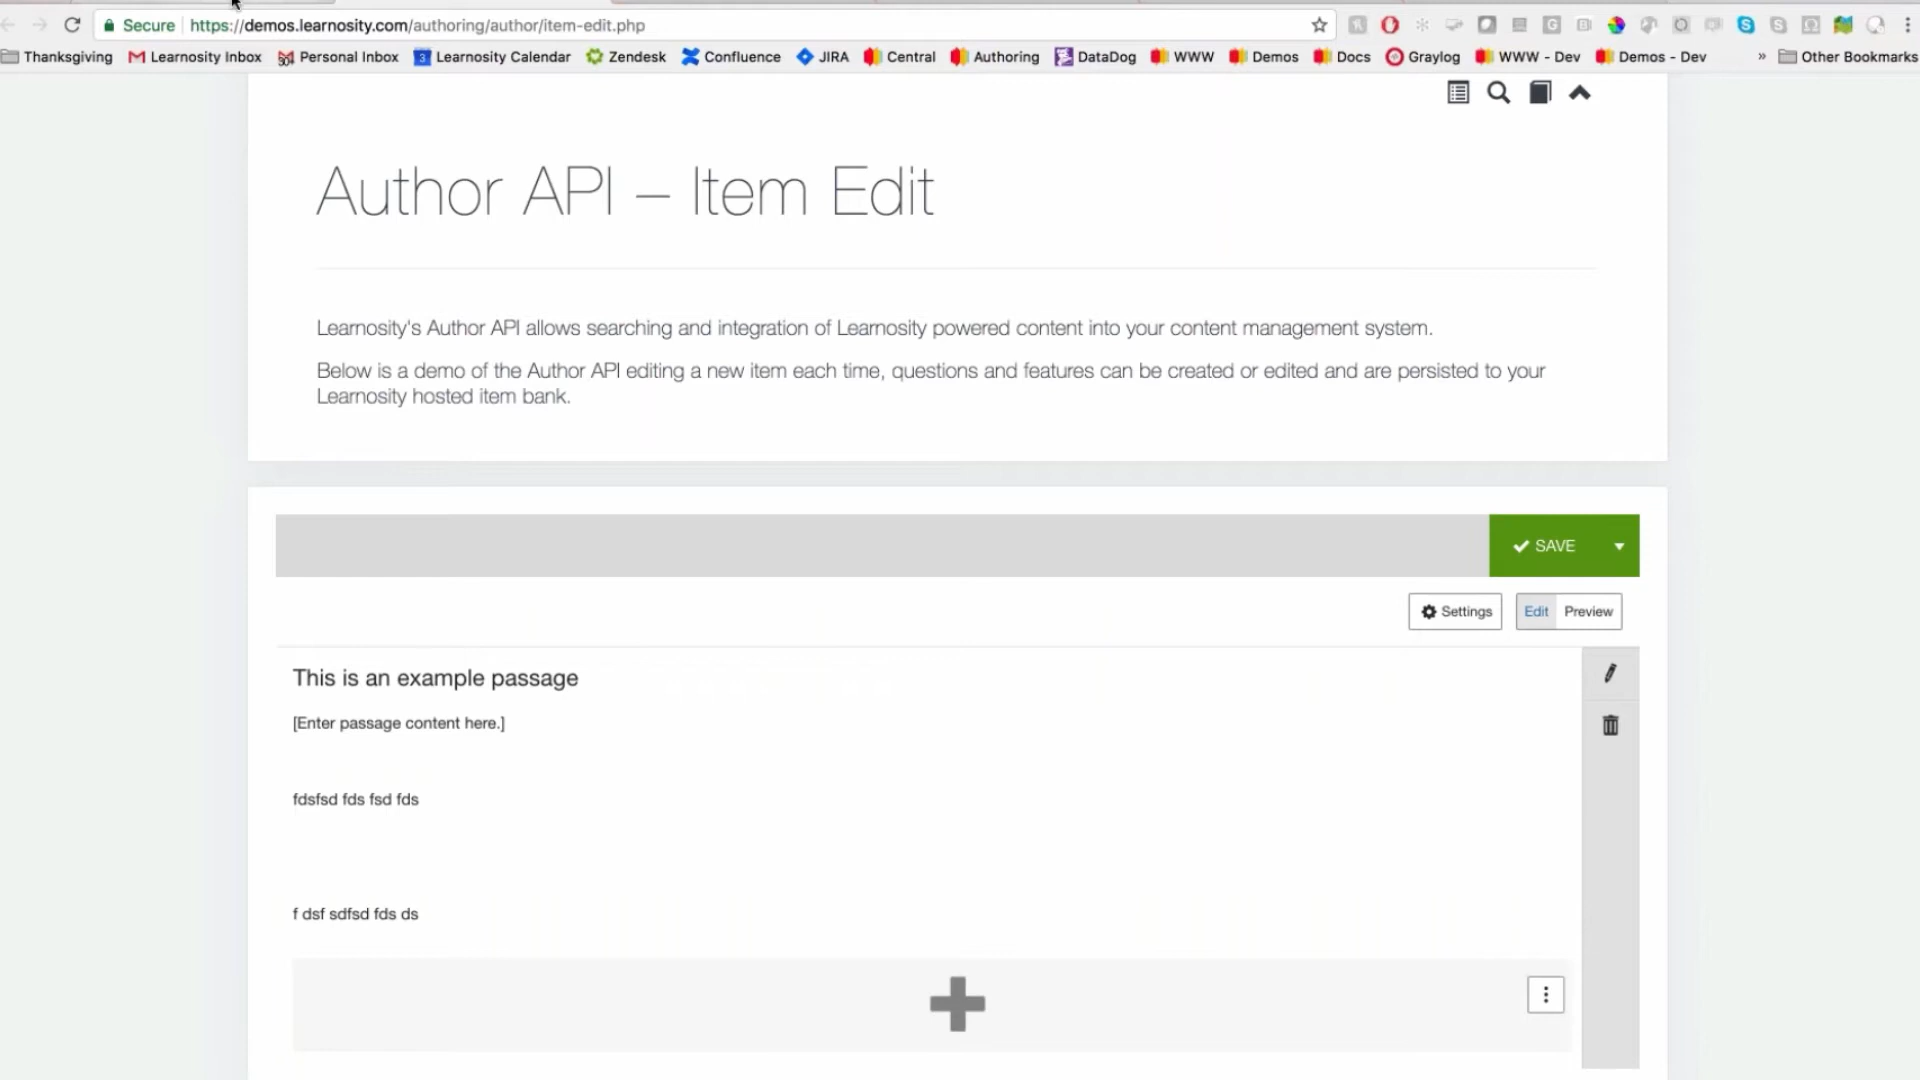 Secure https://demos.learnosity.com/authoring/author/item-edit.php
Thanksgiving Learnosity Inbox Personal Inbox 3 Learnosity Calendar Zendesk Confluence JIRA Central Authoring DataDog WWW Demos Docs Graylog WWW - Dev Demos - Dev » Other Bookmarks
Author API – Item Edit
Learnosity's Author API allows searching and integration of Learnosity powered content into your content management system.
Below is a demo of the Author API editing a new item each time, questions and features can be created or edited and are persisted to your
Learnosity hosted item bank.
SAVE
Settings Edit Preview
This is an example passage
[Enter passage content here.]
fdsfsd fds fsd fds
f dsf sdfsd fds ds